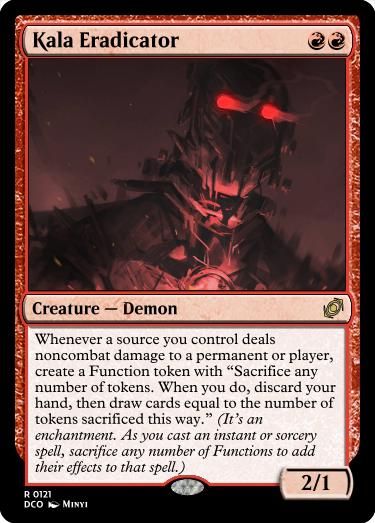 Kala Eradicator
Creature — Demon
Whenever a source you control deals
noncombat damage to a permanent or player,
create a Function token with “Sacrifice any
number of tokens. When you do, discard your
hand, then draw cards equal to the number of
tokens sacrificed this way.” (It’s an
enchantment. As you cast an instant or sorcery
spell, sacrifice any number of Functions to add
their effects to that spell.)
2/1
R 0121
DCO Minyi